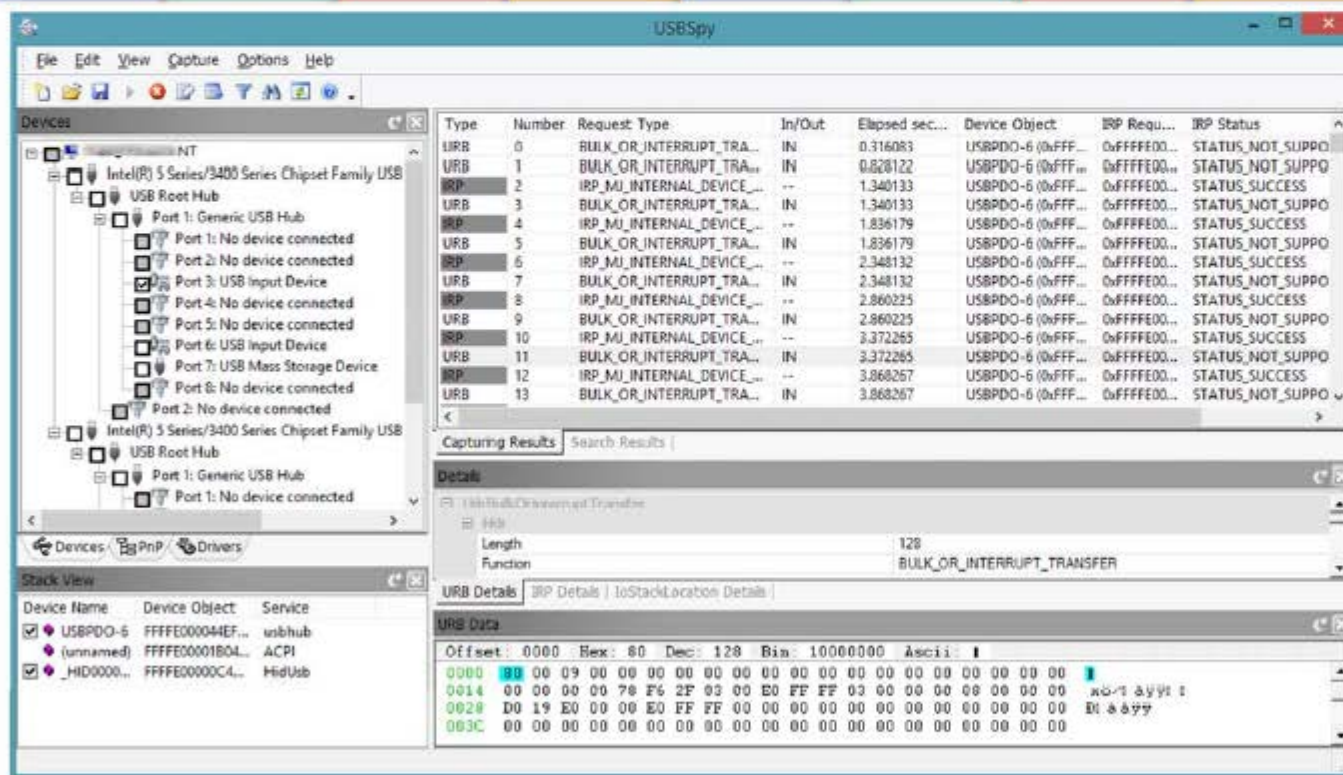 USBSpy
File Edit View Capture Options Help
Devices
NT
Intel(R) 5 Series/3400 Series Chipset Family USB
USB Root Hub
Port 1: Generic USB Hub
Port 1: No device connected
Port 2: No device connected
Port 3: USB Input Device
Port 4: No device connected
Port 5: No device connected
Port 6: USB Input Device
Port 7: USB Mass Storage Device
Port 8: No device connected
Port 2: No device connected
Intel(R) 5 Series/3400 Series Chipset Family USB
USB Root Hub
Port 1: Generic USB Hub
Port 1: No device connected
Devices PnP Drivers
Stack View
Device Name Device Object Service
USBPDO-6 FFFFE000044EF... usbhub
(unnamed) FFFFE00001B04... ACPI
_HID0000... FFFFE00000C4... HidUsb
Type Number Request Type In/Out Elapsed sec... Device Object IRP Requ... IRP Status
URB 0 BULK_OR_INTERRUPT_TRA... IN 0.316083 USBPDO-6 (0xFFF... 0xFFFFE00... STATUS_NOT_SUPPO
URB 1 BULK_OR_INTERRUPT_TRA... IN 0.828122 USBPDO-6 (0xFFF... 0xFFFFE00... STATUS_NOT_SUPPO
IRP 2 IRP_MJ_INTERNAL_DEVICE_... -- 1.340133 USBPDO-6 (0xFFF... 0xFFFFE00... STATUS_SUCCESS
URB 3 BULK_OR_INTERRUPT_TRA... IN 1.340133 USBPDO-6 (0xFFF... 0xFFFFE00... STATUS_NOT_SUPPO
IRP 4 IRP_MJ_INTERNAL_DEVICE_... -- 1.836179 USBPDO-6 (0xFFF... 0xFFFFE00... STATUS_SUCCESS
URB 5 BULK_OR_INTERRUPT_TRA... IN 1.836179 USBPDO-6 (0xFFF... 0xFFFFE00... STATUS_NOT_SUPPO
IRP 6 IRP_MJ_INTERNAL_DEVICE_... -- 2.348132 USBPDO-6 (0xFFF... 0xFFFFE00... STATUS_SUCCESS
URB 7 BULK_OR_INTERRUPT_TRA... IN 2.348132 USBPDO-6 (0xFFF... 0xFFFFE00... STATUS_NOT_SUPPO
IRP 8 IRP_MJ_INTERNAL_DEVICE_... -- 2.860225 USBPDO-6 (0xFFF... 0xFFFFE00... STATUS_SUCCESS
URB 9 BULK_OR_INTERRUPT_TRA... IN 2.860225 USBPDO-6 (0xFFF... 0xFFFFE00... STATUS_NOT_SUPPO
IRP 10 IRP_MJ_INTERNAL_DEVICE_... -- 3.372265 USBPDO-6 (0xFFF... 0xFFFFE00... STATUS_SUCCESS
URB 11 BULK_OR_INTERRUPT_TRA... IN 3.372265 USBPDO-6 (0xFFF... 0xFFFFE00... STATUS_NOT_SUPPO
IRP 12 IRP_MJ_INTERNAL_DEVICE_... -- 3.868267 USBPDO-6 (0xFFF... 0xFFFFE00... STATUS_SUCCESS
URB 13 BULK_OR_INTERRUPT_TRA... IN 3.868267 USBPDO-6 (0xFFF... 0xFFFFE00... STATUS_NOT_SUPPO
Capturing Results Search Results
Details
UrbBulkOrInterruptTransfer
Hdr
Length 128
Function BULK_OR_INTERRUPT_TRANSFER
URB Details IRP Details IoStackLocation Details
URB Data
Offset: 0000 Hex: 80 Dec: 128 Bin: 10000000 Ascii:
0000 80 00 09 00 00 00 00 00 00 00 00 00 00 00 00 00 00 00 00 00
0014 00 00 00 00 78 F6 2F 03 00 E0 FF FF 03 00 00 00 08 00 00 00
0028 D0 19 E0 00 00 E0 FF FF 00 00 00 00 00 00 00 00 00 00 00 00
003C 00 00 00 00 00 00 00 00 00 00 00 00 00 00 00 00 00 00 00 00